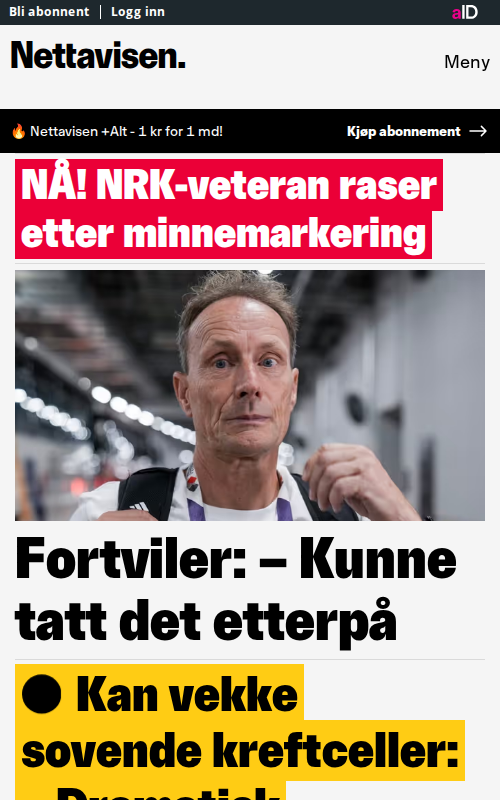 Bli abonnent | Logg inn
aID
Nettavisen.
Meny
🔥 Nettavisen +Alt - 1 kr for 1 md!
Kjøp abonnement →
NÅ! NRK-veteran raser
etter minnemarkering
Fortviler: – Kunne
tatt det etterpå
● Kan vekke
sovende kreftceller:
– Dramatisk